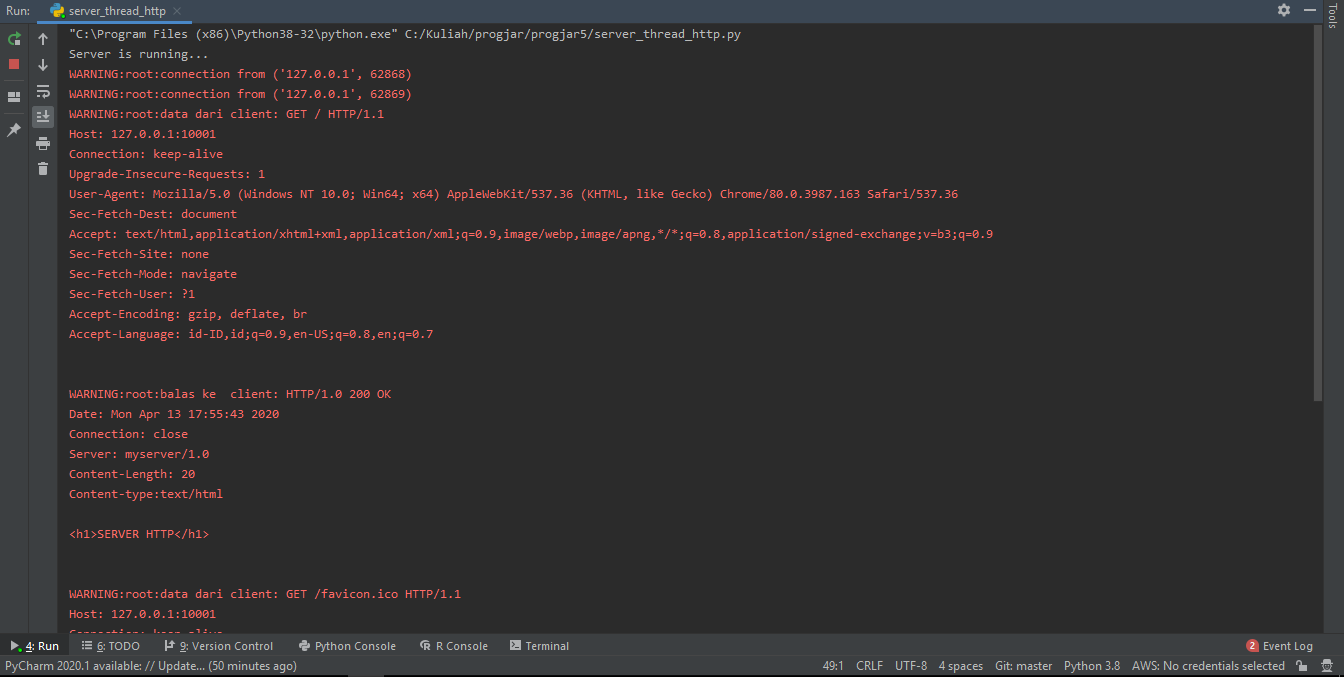 Run: server_thread_http
Tools
"C:\Program Files (x86)\Python38-32\python.exe" C:/Kuliah/progjar/progjar5/server_thread_http.py
Server is running...
WARNING:root:connection from ('127.0.0.1', 62868)
WARNING:root:connection from ('127.0.0.1', 62869)
WARNING:root:data dari client: GET / HTTP/1.1
Host: 127.0.0.1:10001
Connection: keep-alive
Upgrade-Insecure-Requests: 1
User-Agent: Mozilla/5.0 (Windows NT 10.0; Win64; x64) AppleWebKit/537.36 (KHTML, like Gecko) Chrome/80.0.3987.163 Safari/537.36
Sec-Fetch-Dest: document
Accept: text/html,application/xhtml+xml,application/xml;q=0.9,image/webp,image/apng,*/*;q=0.8,application/signed-exchange;v=b3;q=0.9
Sec-Fetch-Site: none
Sec-Fetch-Mode: navigate
Sec-Fetch-User: ?1
Accept-Encoding: gzip, deflate, br
Accept-Language: id-ID,id;q=0.9,en-US;q=0.8,en;q=0.7
WARNING:root:balas ke  client: HTTP/1.0 200 OK
Date: Mon Apr 13 17:55:43 2020
Connection: close
Server: myserver/1.0
Content-Length: 20
Content-type:text/html
<h1>SERVER HTTP</h1>
WARNING:root:data dari client: GET /favicon.ico HTTP/1.1
Host: 127.0.0.1:10001
Connection: keep-alive
4: Run 6: TODO 9: Version Control Python Console R Console Terminal 2 Event Log
PyCharm 2020.1 available: // Update... (50 minutes ago) 49:1 CRLF UTF-8 4 spaces Git: master Python 3.8 AWS: No credentials selected